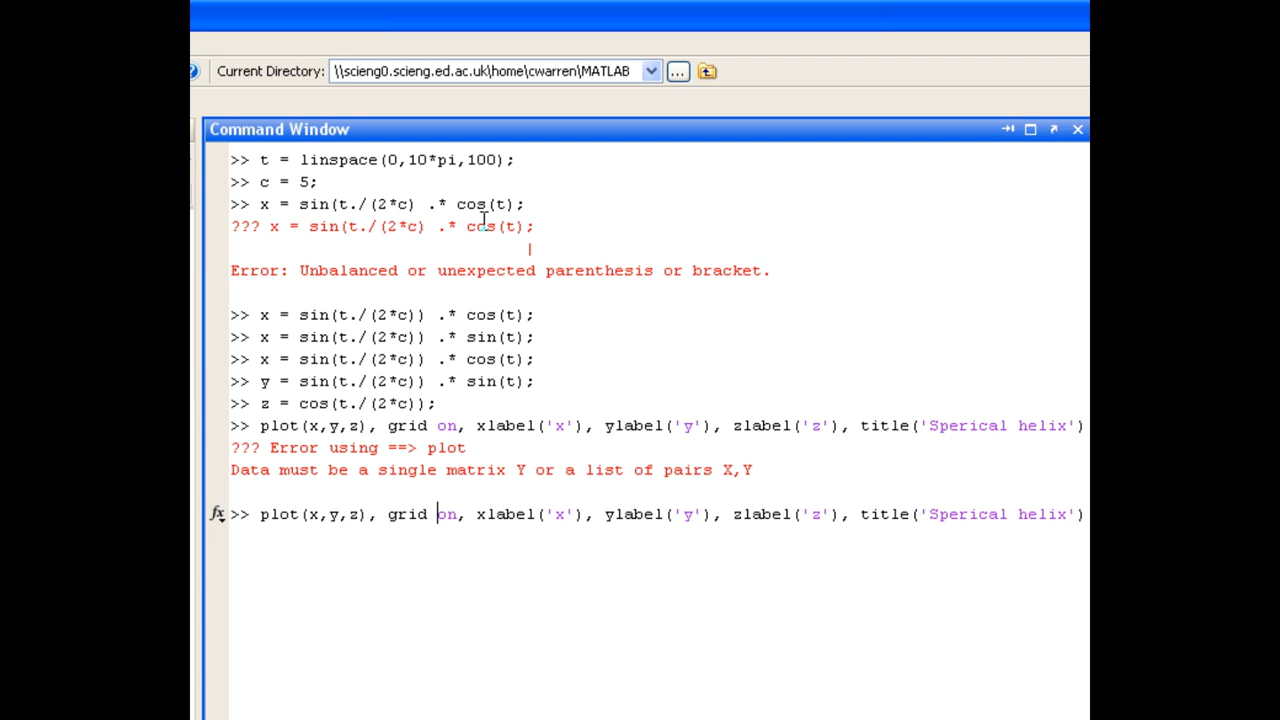 Current Directory: \\scieng0.scieng.ed.ac.uk\home\cwarren\MATLAB ...
Command Window
>> t = linspace(0,10*pi,100);
>> c = 5;
>> x = sin(t./(2*c) .* cos(t);
??? x = sin(t./(2*c) .* cos(t);
|
Error: Unbalanced or unexpected parenthesis or bracket.
>> x = sin(t./(2*c)) .* cos(t);
>> x = sin(t./(2*c)) .* sin(t);
>> x = sin(t./(2*c)) .* cos(t);
>> y = sin(t./(2*c)) .* sin(t);
>> z = cos(t./(2*c));
>> plot(x,y,z), grid on, xlabel('x'), ylabel('y'), zlabel('z'), title('Sperical helix')
??? Error using ==> plot
Data must be a single matrix Y or a list of pairs X,Y
fx >> plot(x,y,z), grid on, xlabel('x'), ylabel('y'), zlabel('z'), title('Sperical helix')